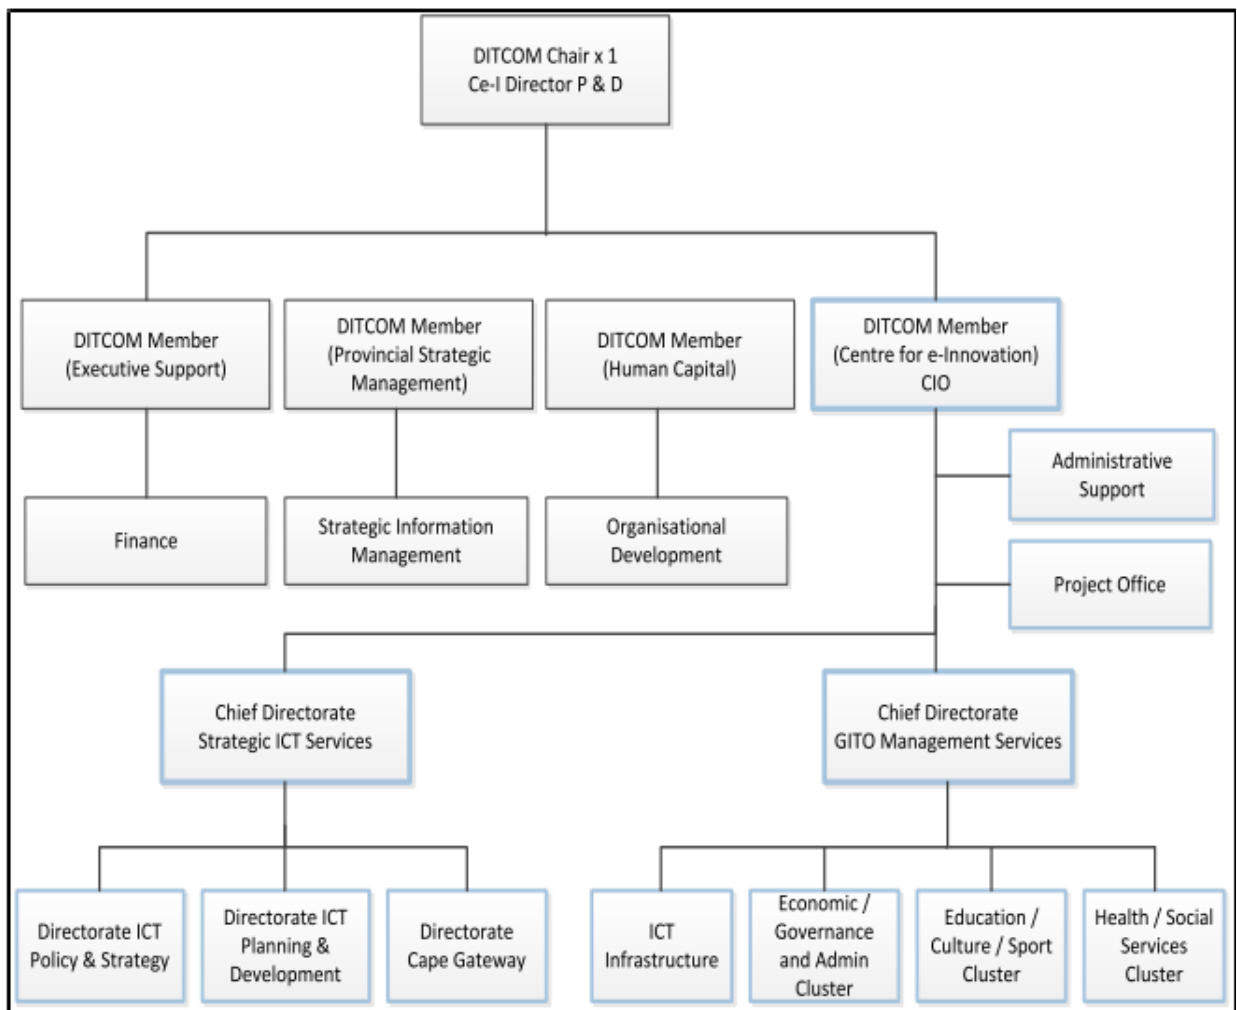 DITCOM Chair x 1
Ce-I Director P & D
DITCOM Member
(Executive Support)
DITCOM Member
(Provincial Strategic
Management)
DITCOM Member
(Human Capital)
DITCOM Member
(Centre for e-Innovation)
CIO
Administrative
Support
Finance
Strategic Information
Management
Organisational
Development
Project Office
Chief Directorate
Strategic ICT Services
Chief Directorate
GITO Management Services
Directorate ICT
Policy & Strategy
Directorate ICT
Planning &
Development
Directorate
Cape Gateway
ICT
Infrastructure
Economic /
Governance
and Admin
Cluster
Education /
Culture / Sport
Cluster
Health / Social
Services
Cluster